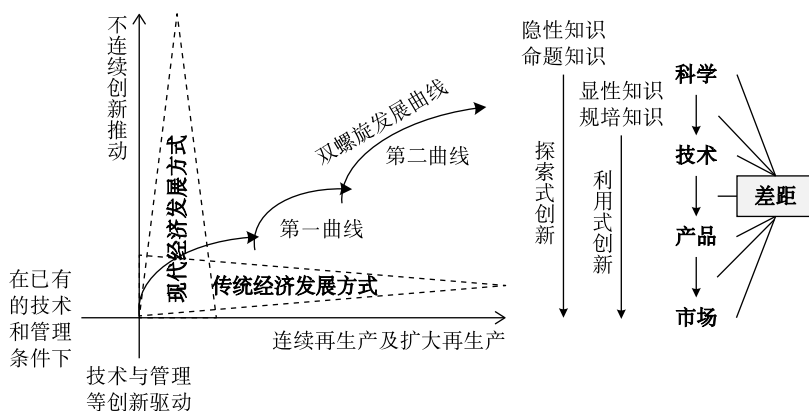 不连续创新推动
现代经济发展方式
双螺旋发展曲线
第二曲线
第一曲线
传统经济发展方式
在已有
的技术
和管理
条件下
连续再生产及扩大再生产
技术与管理
等创新驱动
隐性知识
命题知识
探索式创新
显性知识
规培知识
利用式创新
科学
技术
产品
市场
差距